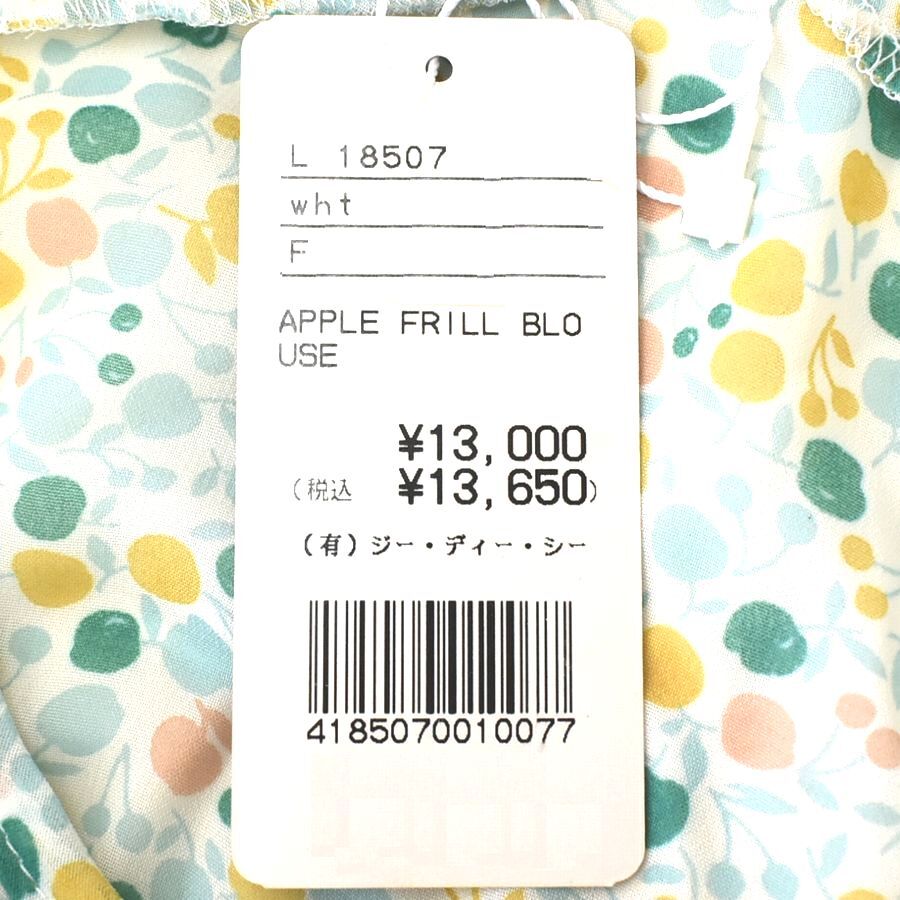 L 18507
wht
F
APPLE FRILL BLO
USE
¥13,000
(税込 ¥13,650)
(有)ジー・ディー・シー
4185070010077